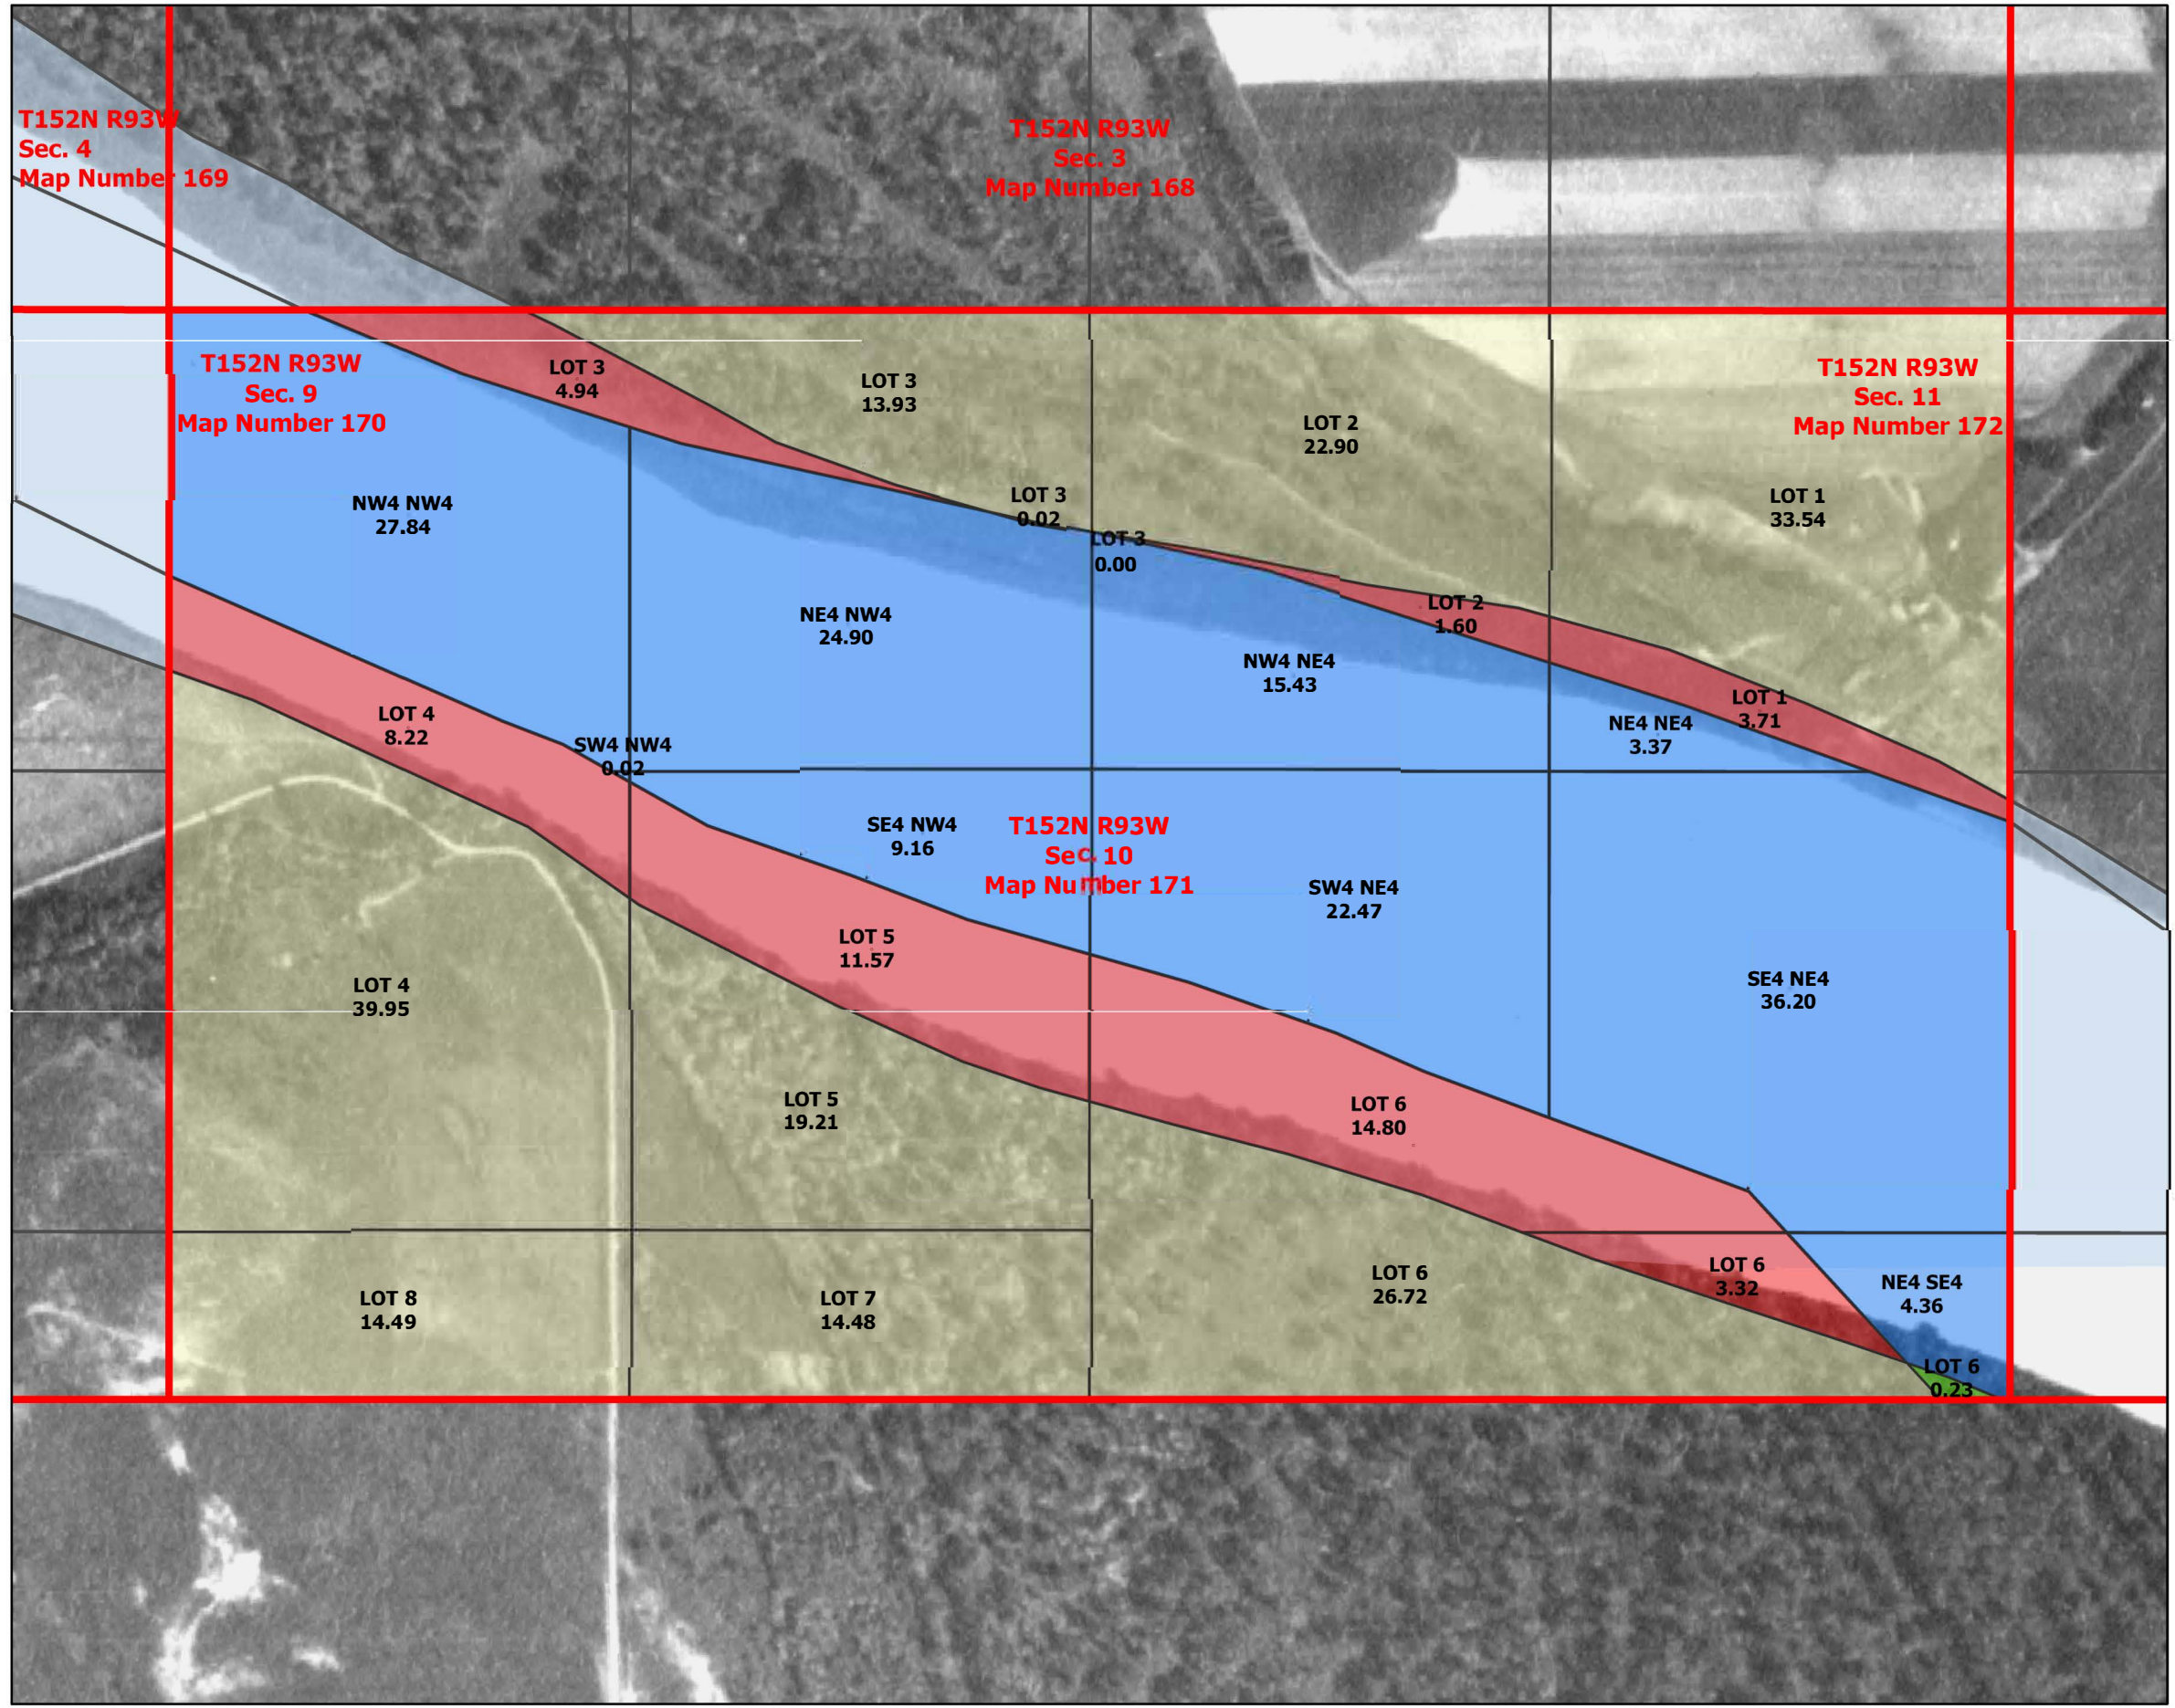 T152N R93W
Sec. 4
Map Number 169
T152N R93W
Sec. 3
Map Number 168
T152N R93W
Sec. 9
Map Number 170
LOT 3
4.94
LOT 3
13.93
LOT 2
22.90
T152N R93W
Sec. 11
Map Number 172
NW4 NW4
27.84
LOT 3
0.02
LOT 3
0.00
LOT 1
33.54
NE4 NW4
24.90
LOT 2
1.60
NW4 NE4
15.43
LOT 1
3.71
NE4 NE4
3.37
LOT 4
8.22
SW4 NW4
0.02
SE4 NW4
9.16
T152N R93W
Sec. 10
Map Number 171
SW4 NE4
22.47
LOT 5
11.57
LOT 4
39.95
SE4 NE4
36.20
LOT 5
19.21
LOT 6
14.80
LOT 8
14.49
LOT 7
14.48
LOT 6
26.72
LOT 6
3.32
NE4 SE4
4.36
LOT 6
0.23